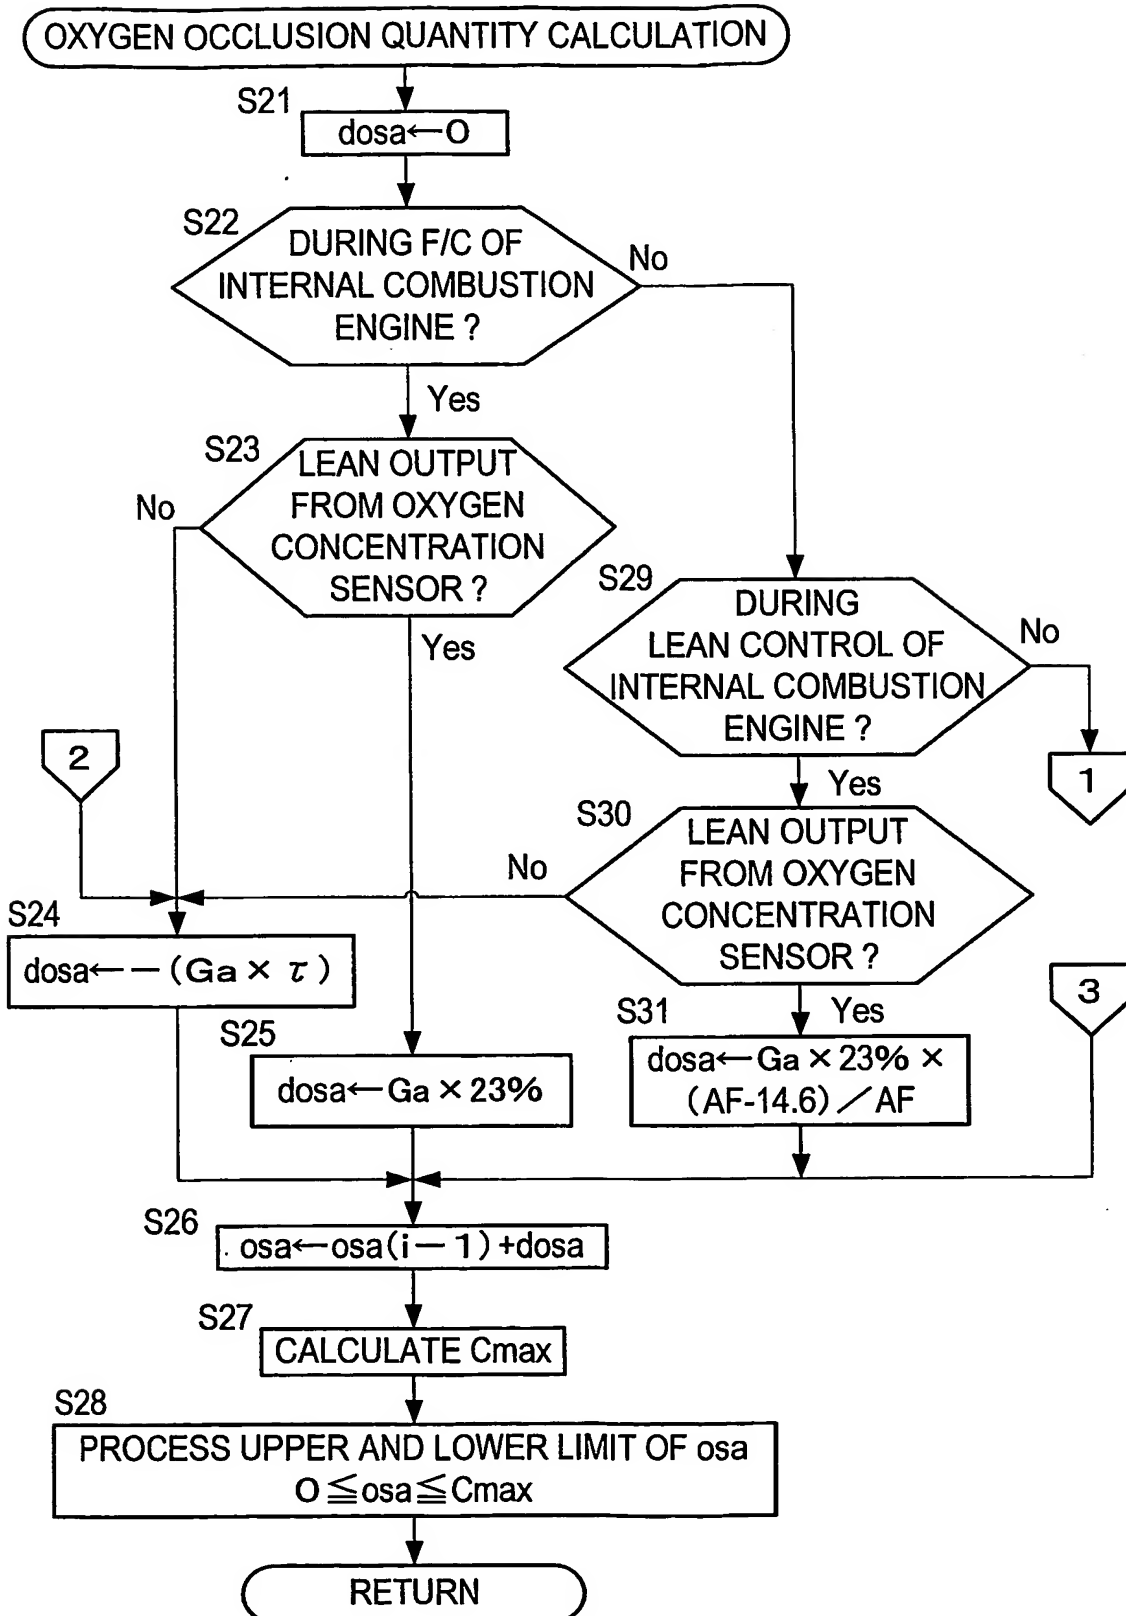 OXYGEN OCCLUSION QUANTITY CALCULATION
S21
dosa←0
S22
DURING F/C OF
INTERNAL COMBUSTION
ENGINE ?
No
Yes
S23
LEAN OUTPUT
FROM OXYGEN
CONCENTRATION
SENSOR ?
No
Yes
S29
DURING
LEAN CONTROL OF
INTERNAL COMBUSTION
ENGINE ?
No
Yes
2
1
S30
LEAN OUTPUT
FROM OXYGEN
CONCENTRATION
SENSOR ?
No
Yes
S24
dosa←−(Ga × τ)
3
S25
dosa←Ga × 23%
S31
dosa←Ga × 23% ×
(AF-14.6)／AF
S26
osa←osa(i−1)+dosa
S27
CALCULATE Cmax
S28
PROCESS UPPER AND LOWER LIMIT OF osa
0≦osa≦Cmax
RETURN